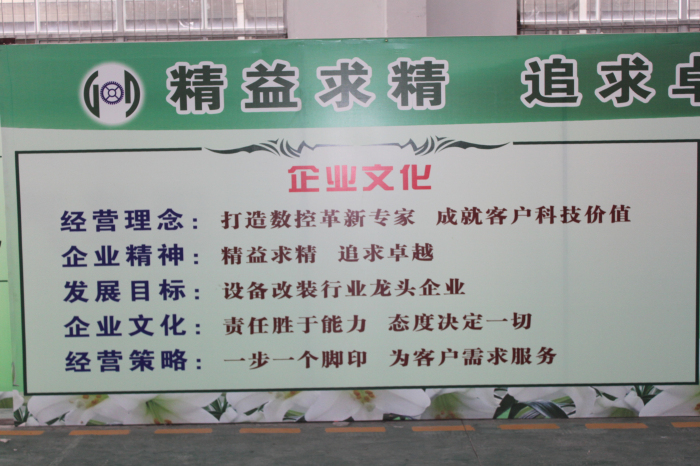 精益求精 追求卓
企业文化
经营理念：打造数控革新专家 成就客户科技价值
企业精神：精益求精 追求卓越
发展目标：设备改装行业龙头企业
企业文化：责任胜于能力 态度决定一切
经营策略：一步一个脚印 为客户需求服务